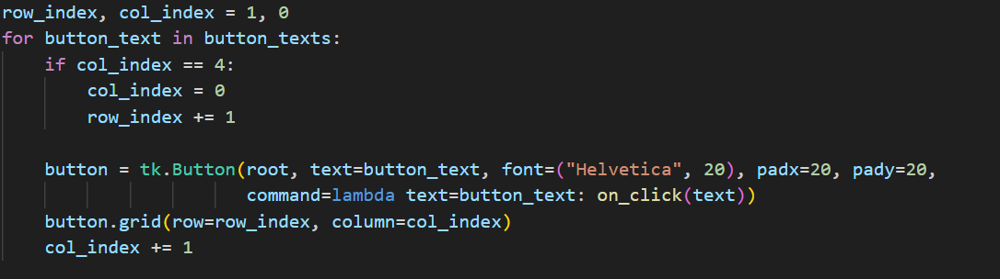 row_index, col_index = 1, 0
for button_text in button_texts:
    if col_index == 4:
        col_index = 0
        row_index += 1

    button = tk.Button(root, text=button_text, font=("Helvetica", 20), padx=20, pady=20,
                       command=lambda text=button_text: on_click(text))
    button.grid(row=row_index, column=col_index)
    col_index += 1